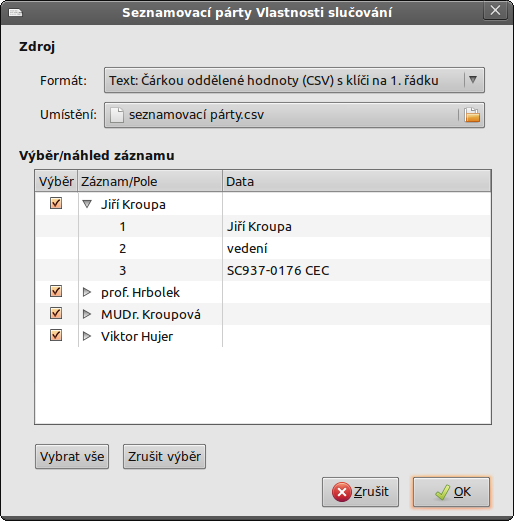 Seznamovací párty Vlastnosti slučování
Zdroj
Formát: Text: Čárkou oddělené hodnoty (CSV) s klíči na 1. řádku
Umístění: seznamovací párty.csv
Výběr/náhled záznamu
Výběr Záznam/Pole Data
Jiří Kroupa
1 Jiří Kroupa
2 vedení
3 SC937-0176 CEC
prof. Hrbolek
MUDr. Kroupová
Viktor Hujer
Vybrat vše Zrušit výběr
Zrušit OK